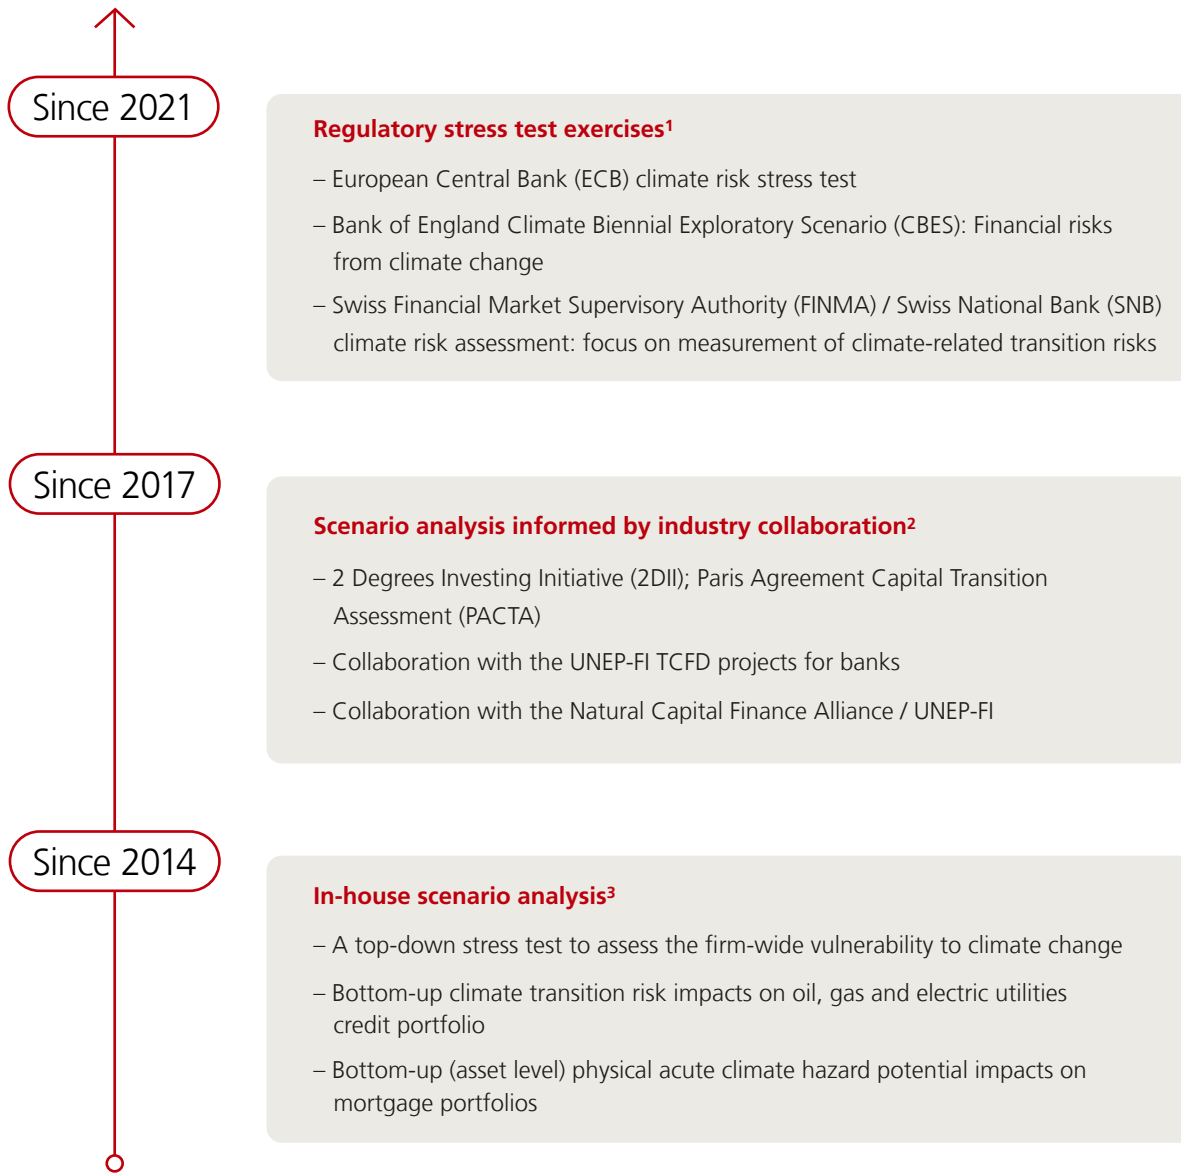 Since 2021
Regulatory stress test exercises1
– European Central Bank (ECB) climate risk stress test
– Bank of England Climate Biennial Exploratory Scenario (CBES): Financial risks
from climate change
– Swiss Financial Market Supervisory Authority (FINMA) / Swiss National Bank (SNB)
climate risk assessment: focus on measurement of climate-related transition risks
Since 2017
Scenario analysis informed by industry collaboration2
– 2 Degrees Investing Initiative (2DII); Paris Agreement Capital Transition
Assessment (PACTA)
– Collaboration with the UNEP-FI TCFD projects for banks
– Collaboration with the Natural Capital Finance Alliance / UNEP-FI
Since 2014
In-house scenario analysis3
– A top-down stress test to assess the firm-wide vulnerability to climate change
– Bottom-up climate transition risk impacts on oil, gas and electric utilities
credit portfolio
– Bottom-up (asset level) physical acute climate hazard potential impacts on
mortgage portfolios